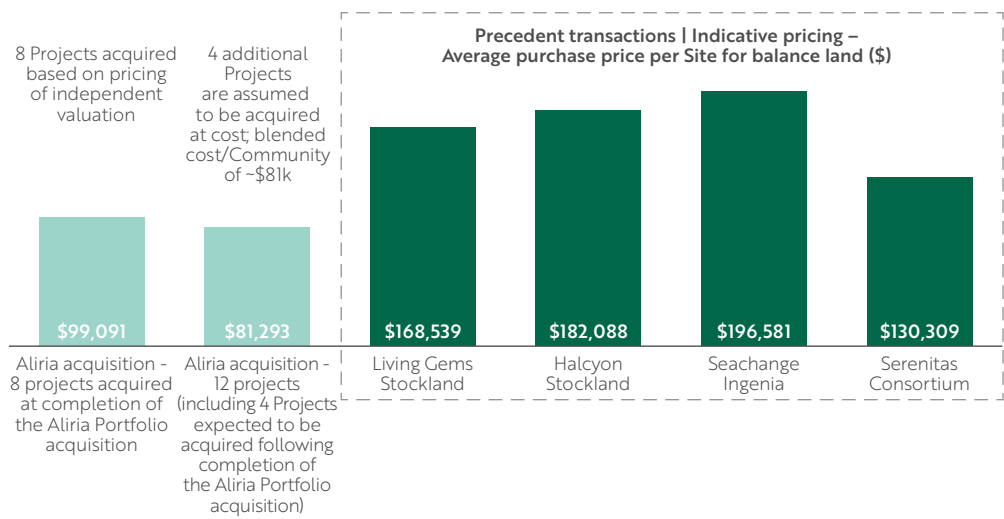 8 Projects acquired
based on pricing
of independent
valuation
4 additional
Projects
are assumed
to be acquired
at cost; blended
cost/Community
of ~$81k
Precedent transactions | Indicative pricing –
Average purchase price per Site for balance land ($)
$99,091
$81,293
$168,539
$182,088
$196,581
$130,309
Aliria acquisition -
8 projects acquired
at completion of
the Aliria Portfolio
acquisition
Aliria acquisition -
12 projects
(including 4 Projects
expected to be
acquired following
completion of
the Aliria Portfolio
acquisition)
Living Gems
Stockland
Halcyon
Stockland
Seachange
Ingenia
Serenitas
Consortium